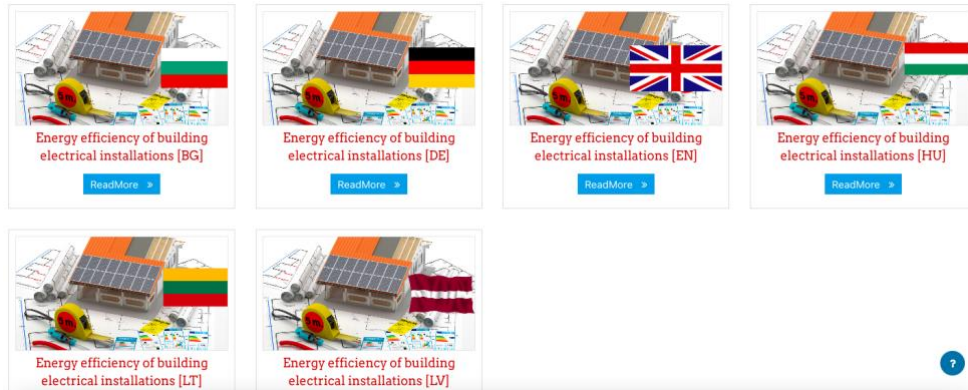 Energy efficiency of building
electrical installations [BG]
ReadMore »
Energy efficiency of building
electrical installations [DE]
ReadMore »
Energy efficiency of building
electrical installations [EN]
ReadMore »
Energy efficiency of building
electrical installations [HU]
ReadMore »
Energy efficiency of building
electrical installations [LT]
Energy efficiency of building
electrical installations [LV]
?